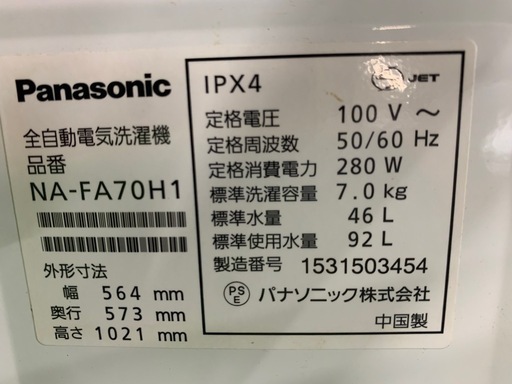 Panasonic
全自動電気洗濯機
品番
NA-FA70H1
外形寸法
幅 564 mm
奥行 573 mm
高さ 1021 mm
IPX4
JET
定格電圧 100 V ～
定格周波数 50/60 Hz
定格消費電力 280 W
標準洗濯容量 7.0 kg
標準水量 46 L
標準使用水量 92 L
製造番号 1531503454
PS E パナソニック株式会社
中国製